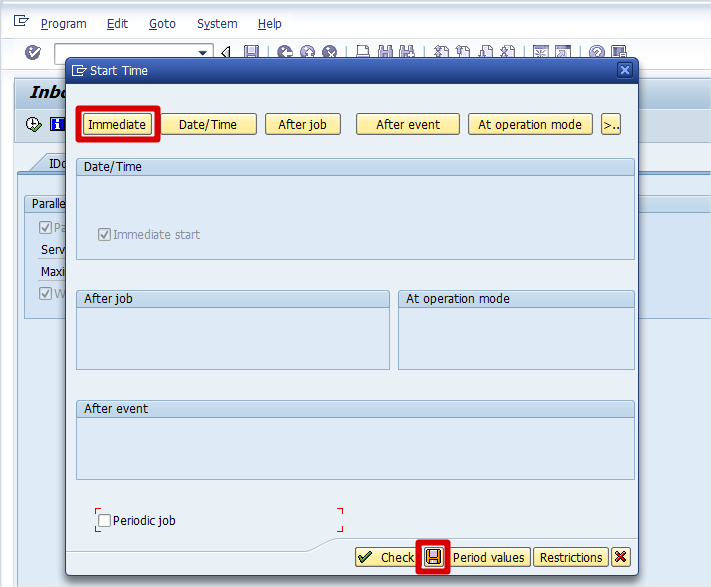 Program Edit Goto System Help
Start Time
Inb
Immediate Date/Time After job After event At operation mode >..
IDo
Date/Time
Paralle
Pa
Immediate start
Serv
Maxi
W
After job At operation mode
After event
Periodic job
Check Period values Restrictions